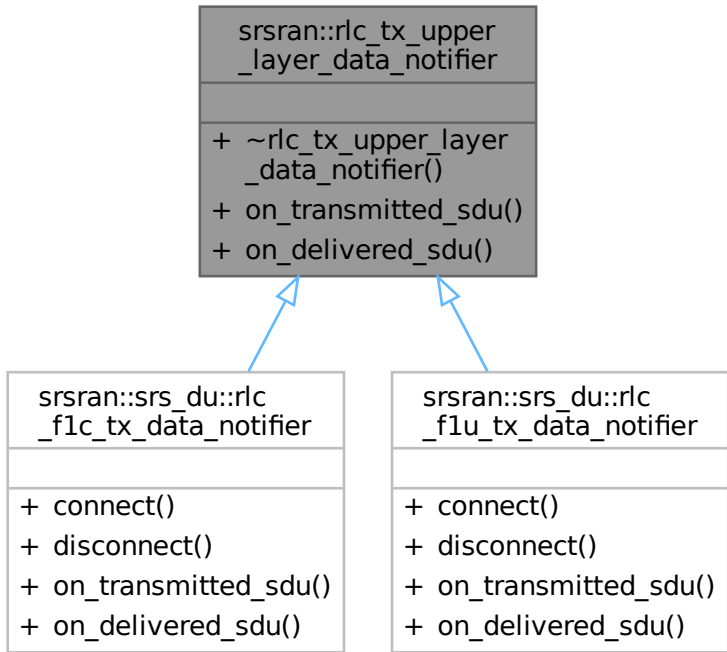 srsran::rlc_tx_upper
_layer_data_notifier
+ ~rlc_tx_upper_layer
_data_notifier()
+ on_transmitted_sdu()
+ on_delivered_sdu()
srsran::srs_du::rlc
_f1c_tx_data_notifier
+ connect()
+ disconnect()
+ on_transmitted_sdu()
+ on_delivered_sdu()
srsran::srs_du::rlc
_f1u_tx_data_notifier
+ connect()
+ disconnect()
+ on_transmitted_sdu()
+ on_delivered_sdu()